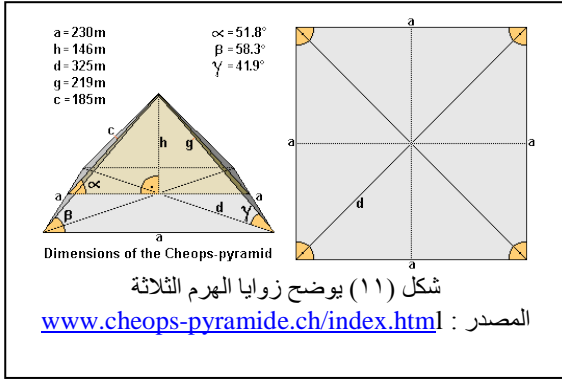 a = 230m
h = 146m
d = 325m
g = 219m
c = 185m
∝ = 51.8°
β = 58.3°
γ = 41.9°
a
a
a
a
d
c
h
g
a
∝
a
β
d
γ
a
Dimensions of the Cheops-pyramid
شكل (١١) يوضح زوايا الهرم الثلاثة
المصدر : www.cheops-pyramide.ch/index.html